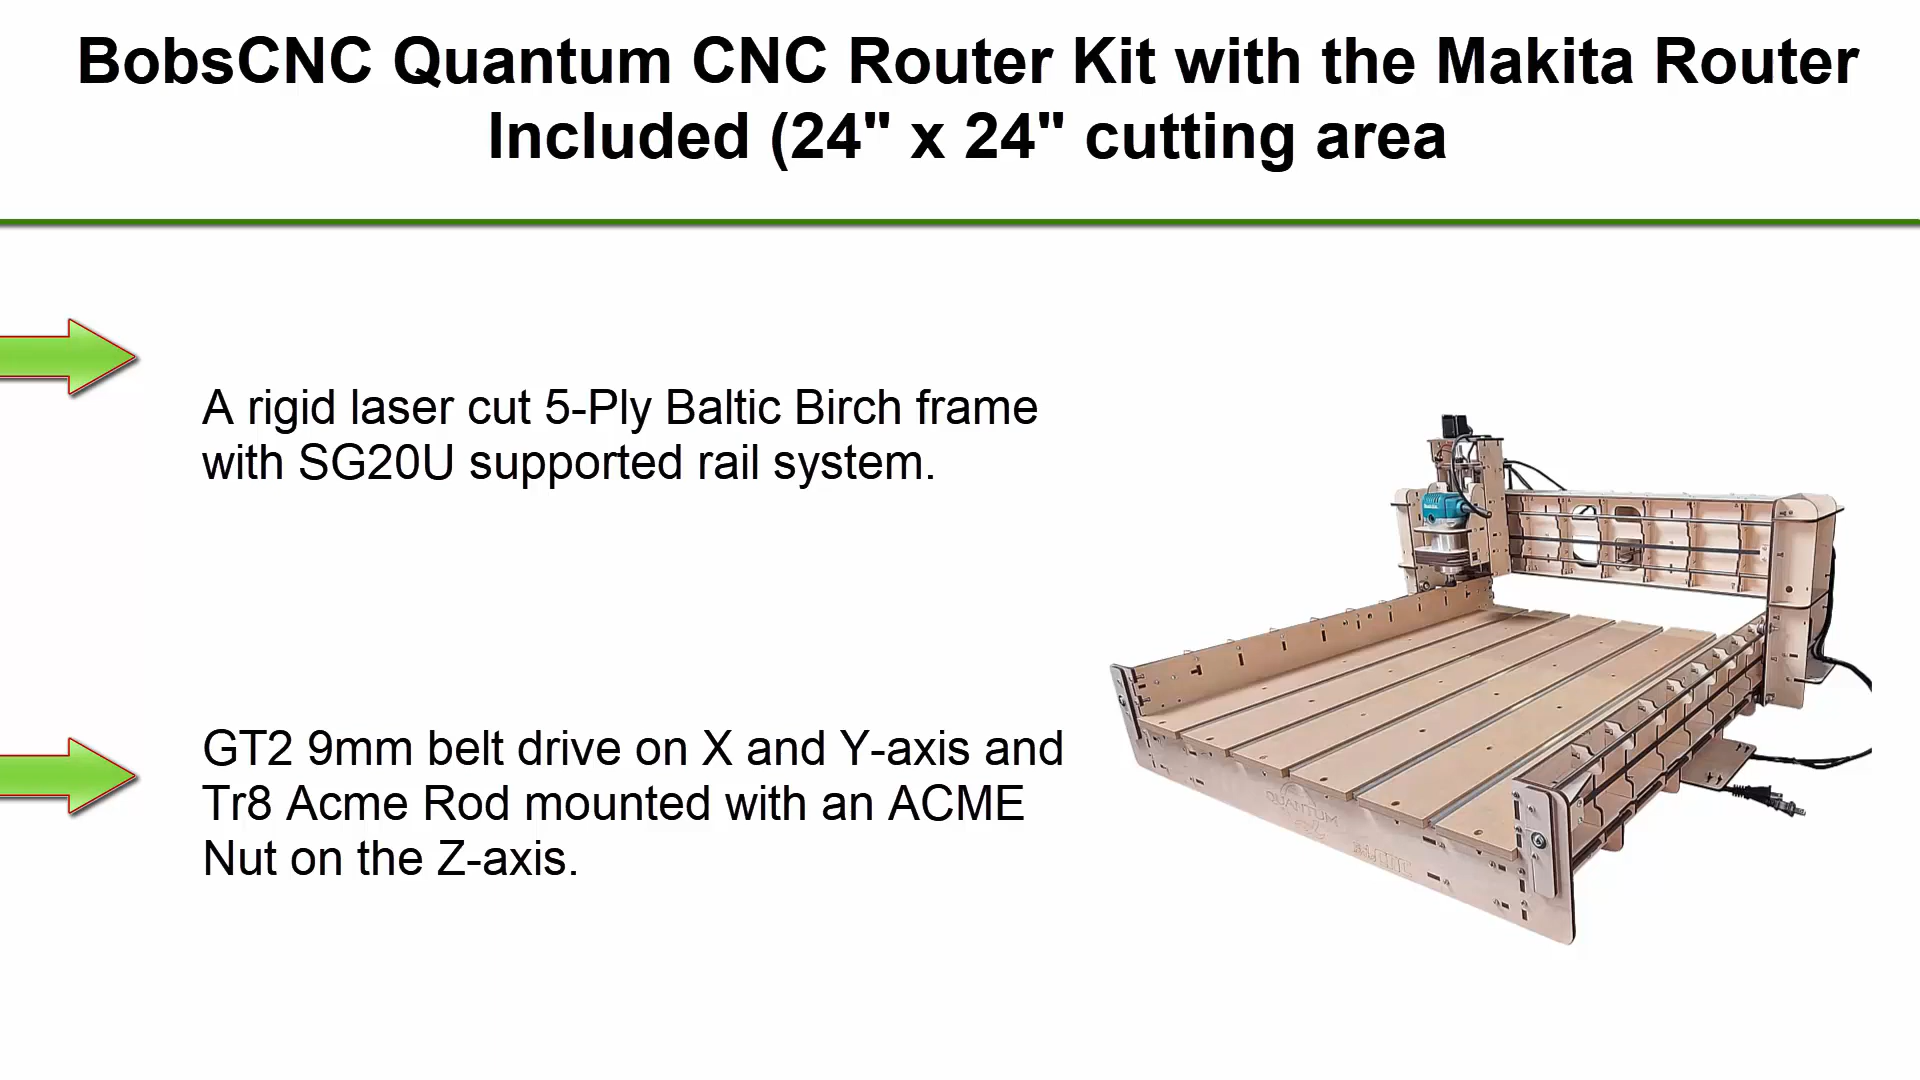 BobsCNC Quantum CNC Router Kit with the Makita Router
Included (24" x 24" cutting area
A rigid laser cut 5-Ply Baltic Birch frame
with SG20U supported rail system.
GT2 9mm belt drive on X and Y-axis and
Tr8 Acme Rod mounted with an ACME
Nut on the Z-axis.
QUANTUM